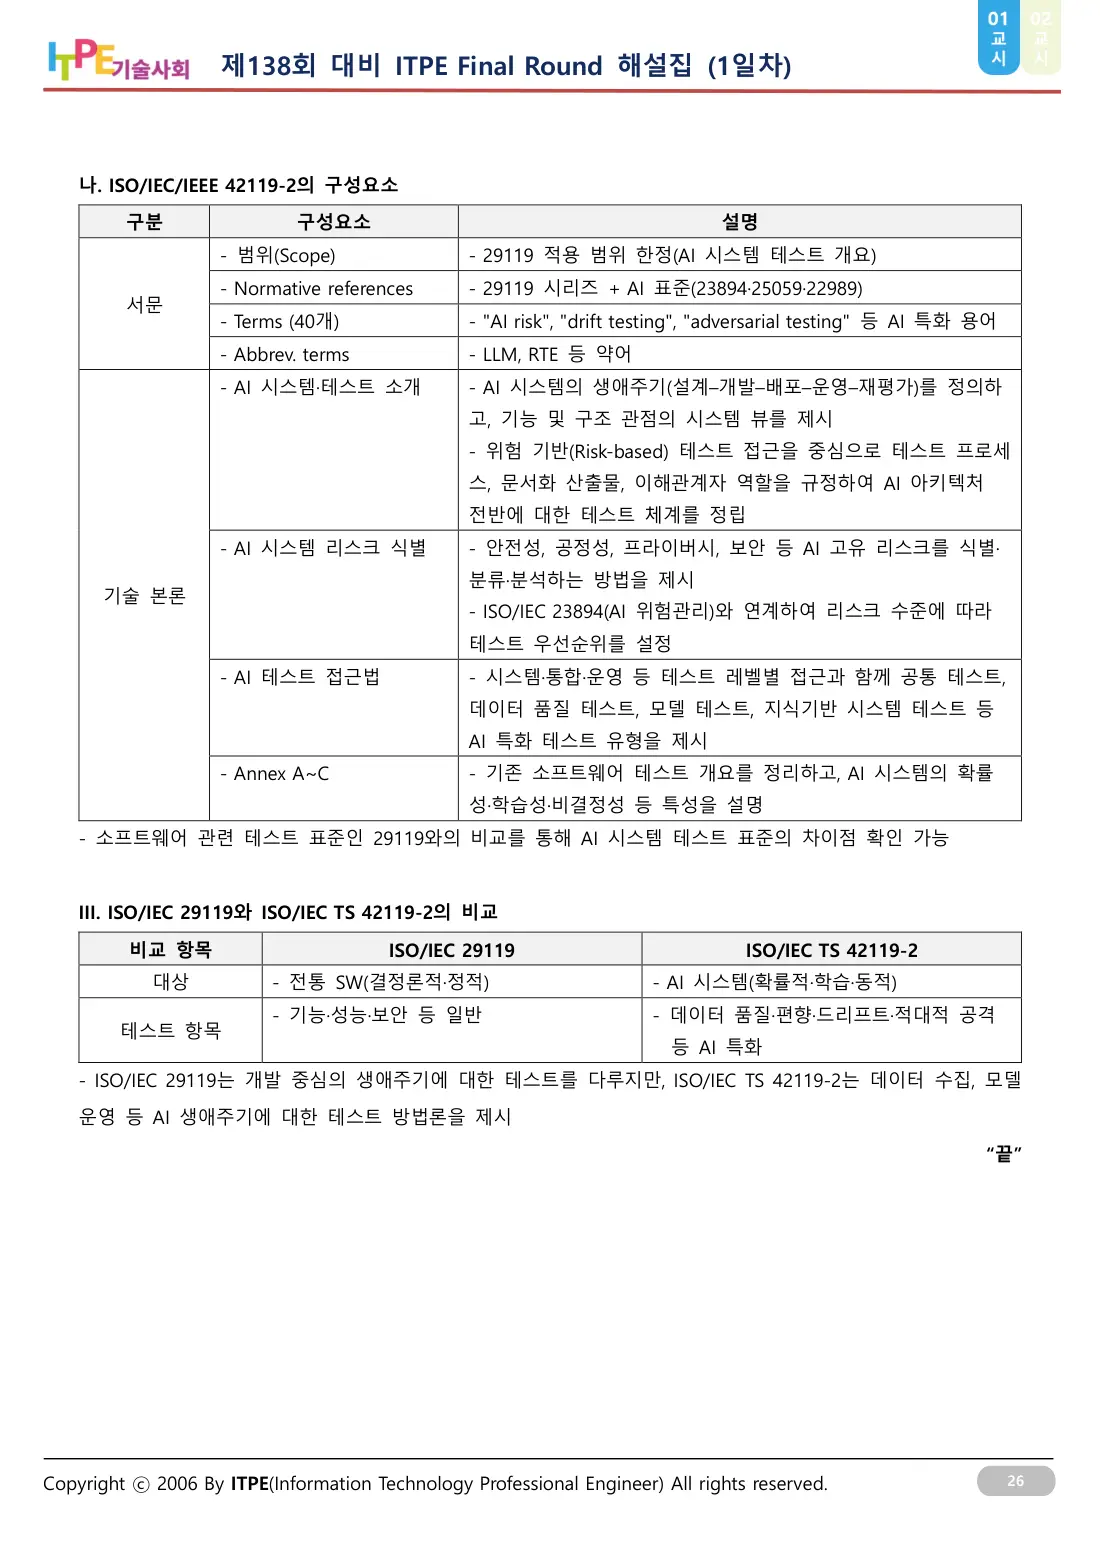 ITPE기술사회 제138회 대비 ITPE Final Round 해설집 (1일차)
01
교
시
02
교
시
나. ISO/IEC/IEEE 42119-2의 구성요소
구분 구성요소 설명
서문
- 범위(Scope) - 29119 적용 범위 한정(AI 시스템 테스트 개요)
- Normative references - 29119 시리즈 + AI 표준(23894·25059·22989)
- Terms (40개) - "AI risk", "drift testing", "adversarial testing" 등 AI 특화 용어
- Abbrev. terms - LLM, RTE 등 약어
기술 본론
- AI 시스템·테스트 소개 - AI 시스템의 생애주기(설계–개발–배포–운영–재평가)를 정의하
고, 기능 및 구조 관점의 시스템 뷰를 제시
- 위험 기반(Risk-based) 테스트 접근을 중심으로 테스트 프로세
스, 문서화 산출물, 이해관계자 역할을 규정하여 AI 아키텍처
전반에 대한 테스트 체계를 정립
- AI 시스템 리스크 식별 - 안전성, 공정성, 프라이버시, 보안 등 AI 고유 리스크를 식별·
분류·분석하는 방법을 제시
- ISO/IEC 23894(AI 위험관리)와 연계하여 리스크 수준에 따라
테스트 우선순위를 설정
- AI 테스트 접근법 - 시스템·통합·운영 등 테스트 레벨별 접근과 함께 공통 테스트,
데이터 품질 테스트, 모델 테스트, 지식기반 시스템 테스트 등
AI 특화 테스트 유형을 제시
- Annex A~C - 기존 소프트웨어 테스트 개요를 정리하고, AI 시스템의 확률
성·학습성·비결정성 등 특성을 설명
- 소프트웨어 관련 테스트 표준인 29119와의 비교를 통해 AI 시스템 테스트 표준의 차이점 확인 가능
III. ISO/IEC 29119와 ISO/IEC TS 42119-2의 비교
비교 항목 ISO/IEC 29119 ISO/IEC TS 42119-2
대상 - 전통 SW(결정론적·정적) - AI 시스템(확률적·학습·동적)
테스트 항목 - 기능·성능·보안 등 일반 - 데이터 품질·편향·드리프트·적대적 공격
등 AI 특화
- ISO/IEC 29119는 개발 중심의 생애주기에 대한 테스트를 다루지만, ISO/IEC TS 42119-2는 데이터 수집, 모델
운영 등 AI 생애주기에 대한 테스트 방법론을 제시
“끝”
Copyright ⓒ 2006 By ITPE(Information Technology Professional Engineer) All rights reserved.
26